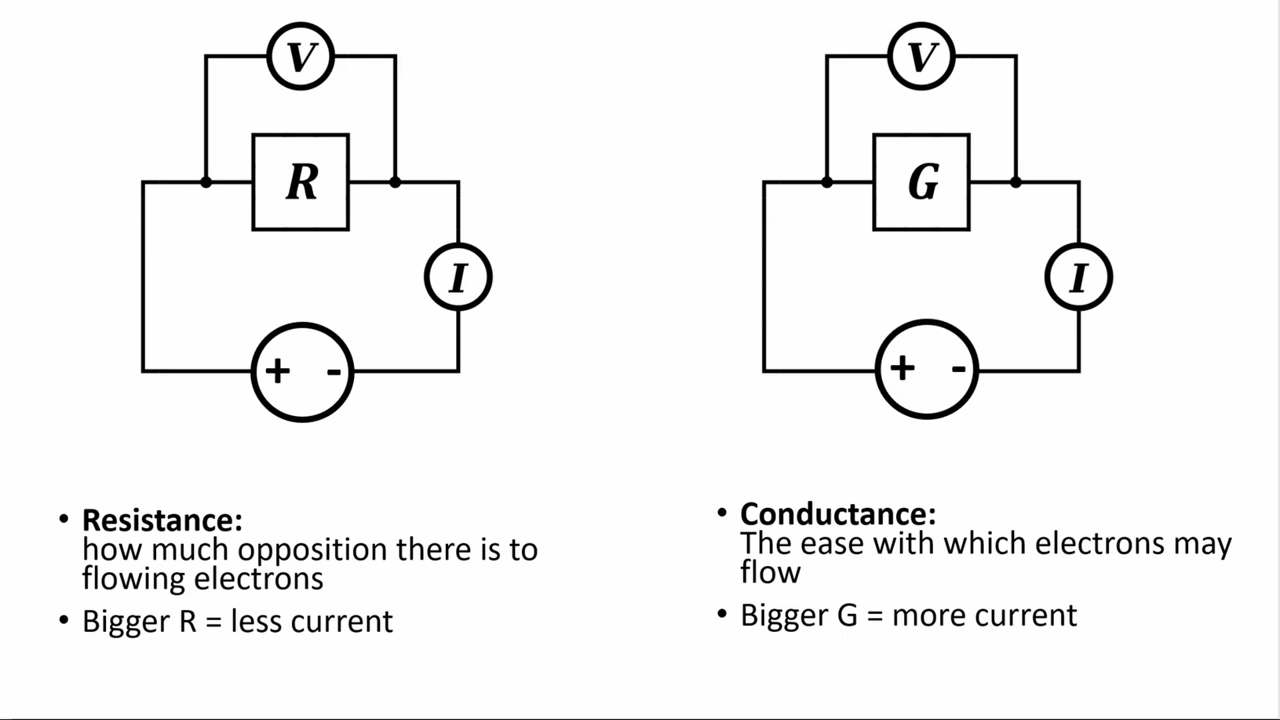 V
R
I
+ -
• Resistance:
how much opposition there is to
flowing electrons
• Bigger R = less current
V
G
I
+ -
• Conductance:
The ease with which electrons may
flow
• Bigger G = more current